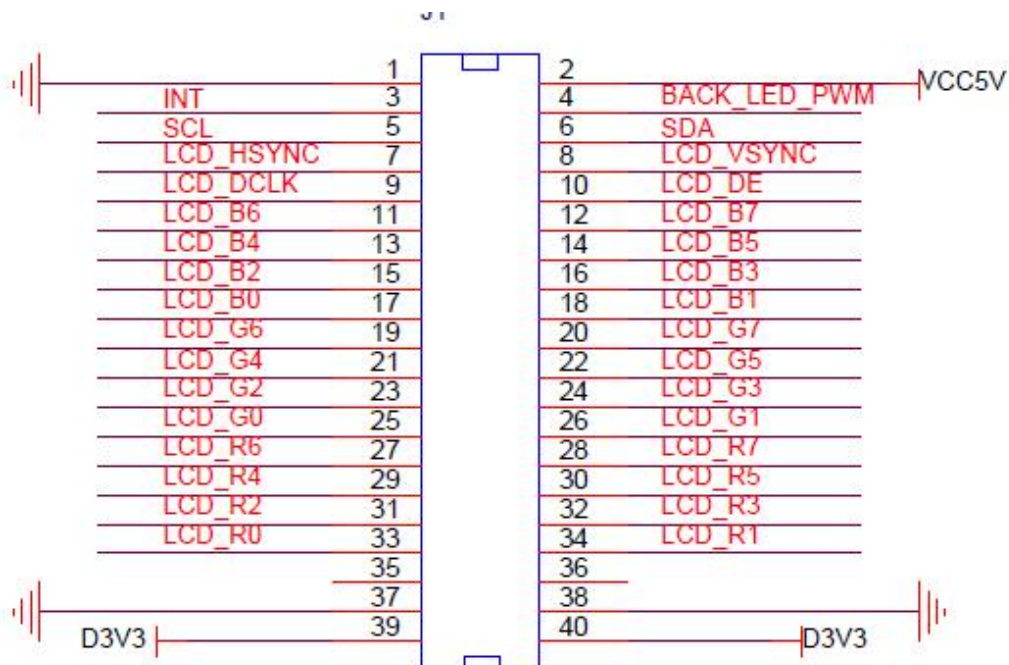 J1
1 2 VCC5V
INT 3 4 BACK_LED_PWM
SCL 5 6 SDA
LCD_HSYNC 7 8 LCD_VSYNC
LCD_DCLK 9 10 LCD_DE
LCD_B6 11 12 LCD_B7
LCD_B4 13 14 LCD_B5
LCD_B2 15 16 LCD_B3
LCD_B0 17 18 LCD_B1
LCD_G6 19 20 LCD_G7
LCD_G4 21 22 LCD_G5
LCD_G2 23 24 LCD_G3
LCD_G0 25 26 LCD_G1
LCD_R6 27 28 LCD_R7
LCD_R4 29 30 LCD_R5
LCD_R2 31 32 LCD_R3
LCD_R0 33 34 LCD_R1
35 36
37 38
D3V3 39 40 D3V3